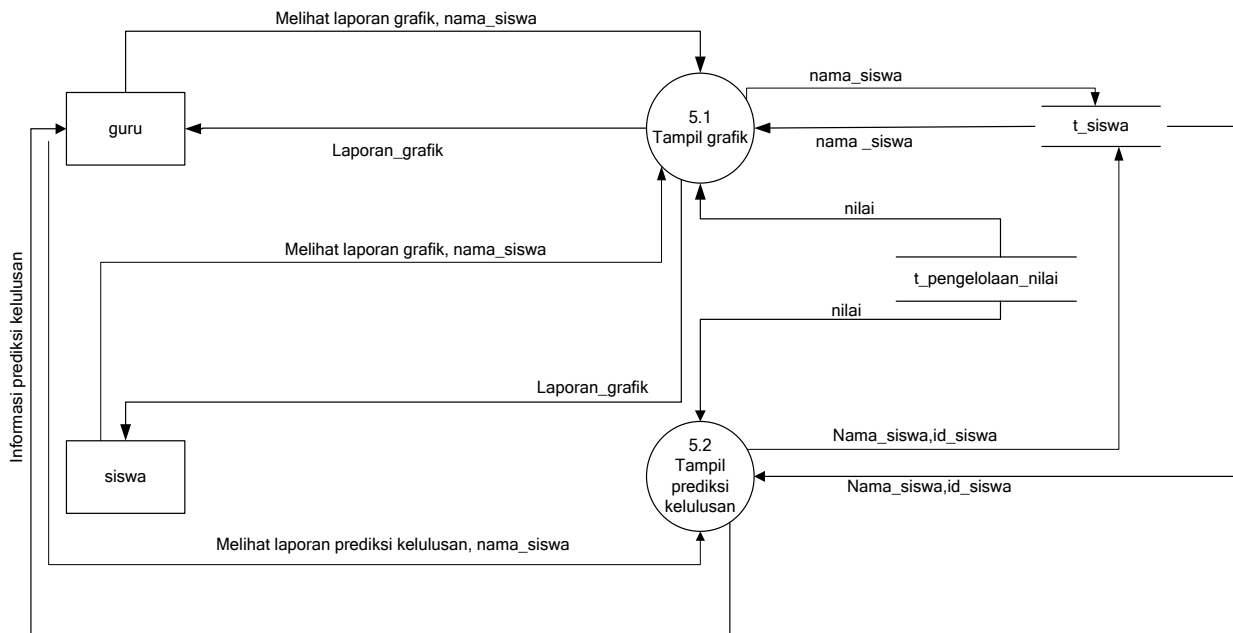 Melihat laporan grafik, nama_siswa
nama_siswa
5.1
Tampil grafik
guru
t_siswa
nama _siswa
Laporan_grafik
nilai
Melihat laporan grafik, nama_siswa
t_pengelolaan_nilai
nilai
Informasi prediksi kelulusan
Laporan_grafik
Nama_siswa,id_siswa
5.2
Tampil
prediksi
kelulusan
siswa
Nama_siswa,id_siswa
Melihat laporan prediksi kelulusan, nama_siswa